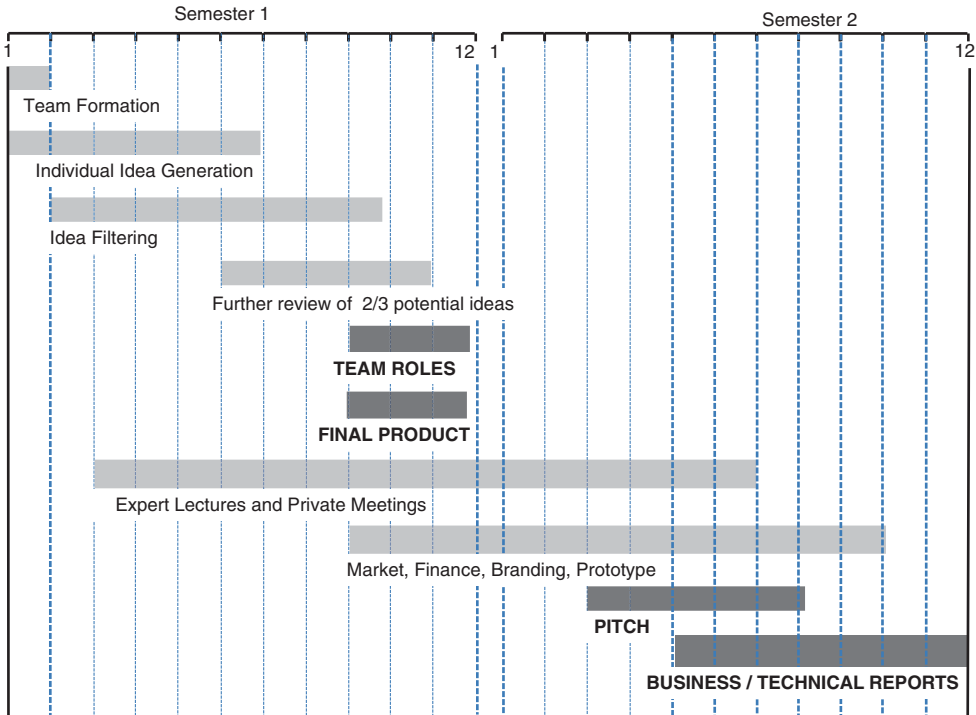 Semester 1
Semester 2
1 12 1 12
Team Formation
Individual Idea Generation
Idea Filtering
Further review of 2/3 potential ideas
TEAM ROLES
FINAL PRODUCT
Expert Lectures and Private Meetings
Market, Finance, Branding, Prototype
PITCH
BUSINESS / TECHNICAL REPORTS